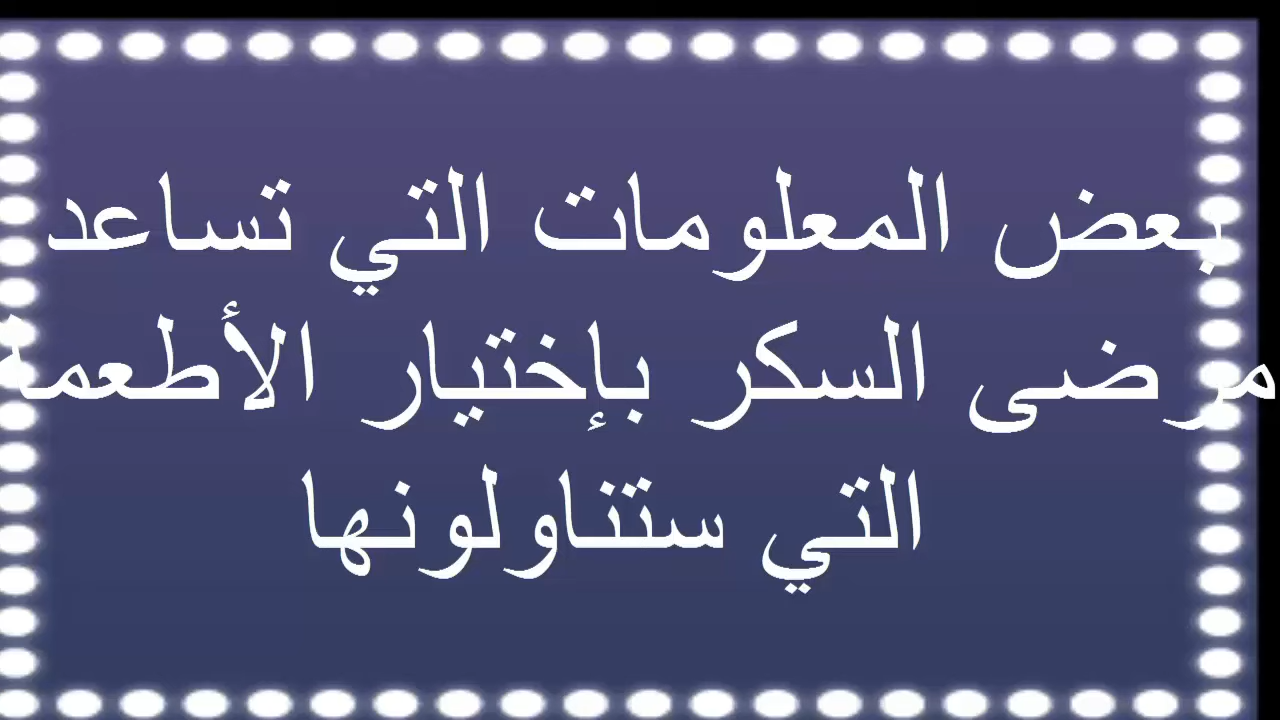 بعض المعلومات التي تساعد
مرضى السكر بإختيار الأطعمة
التي ستتناولونها